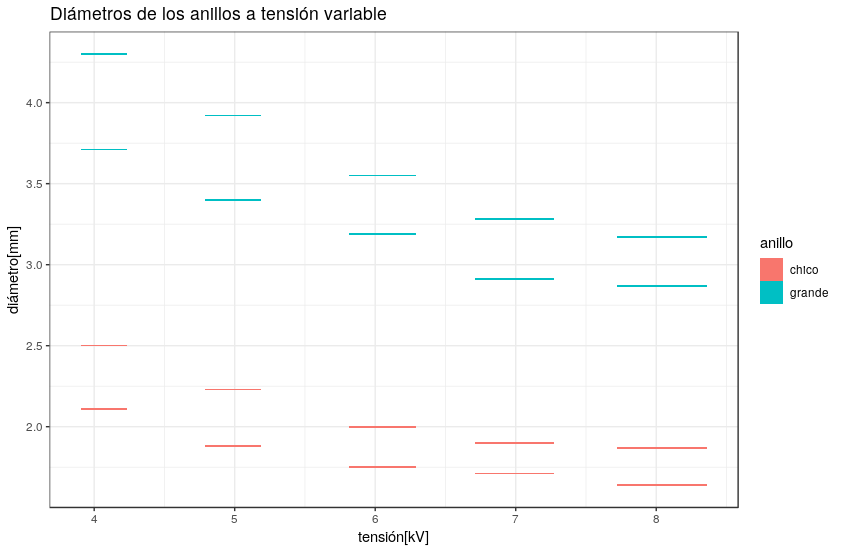 Diámetros de los anillos a tensión variable
diámetro[mm]
4.0
3.5
3.0
2.5
2.0
4
5
6
7
8
tensión[kV]
anillo
chico
grande